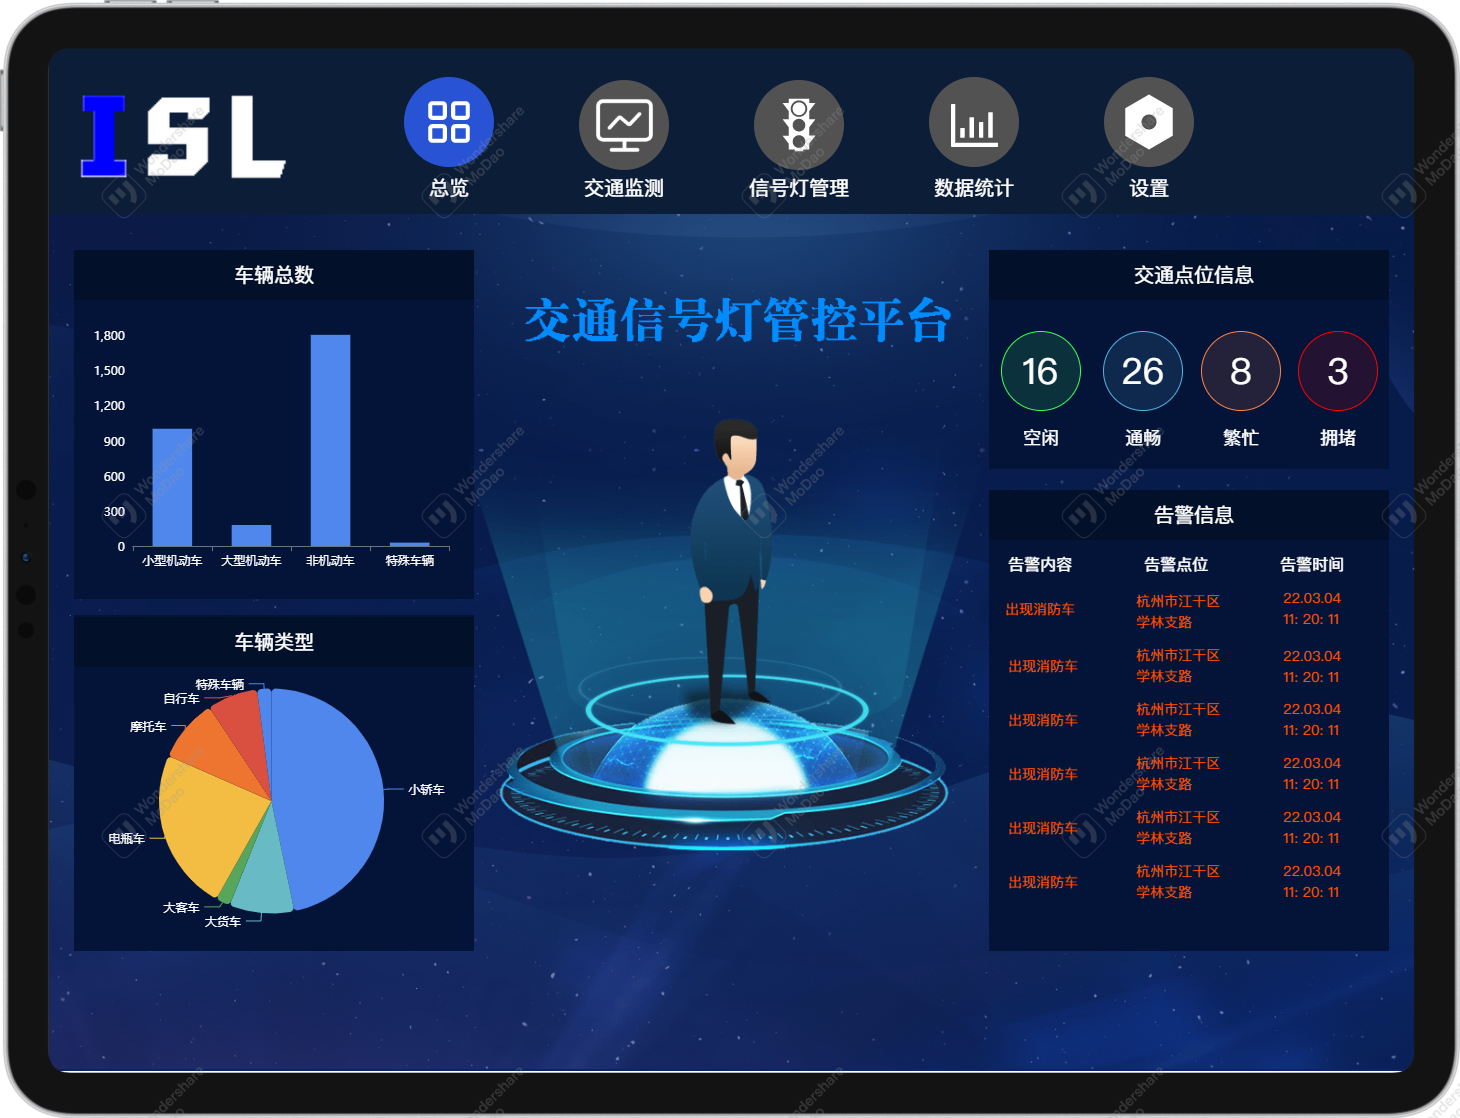 ISL
总览
交通监测
信号灯管理
数据统计
设置
车辆总数
1,800
1,500
1,200
900
600
300
0
小型机动车
大型机动车
非机动车
特殊车辆
车辆类型
特殊车辆
自行车
摩托车
小轿车
电瓶车
大客车
大货车
交通信号灯管控平台
交通点位信息
16
26
8
3
空闲
通畅
繁忙
拥堵
告警信息
告警内容
告警点位
告警时间
出现消防车
杭州市江干区
学林支路
22.03.04
11: 20: 11
出现消防车
杭州市江干区
学林支路
22.03.04
11: 20: 11
出现消防车
杭州市江干区
学林支路
22.03.04
11: 20: 11
出现消防车
杭州市江干区
学林支路
22.03.04
11: 20: 11
出现消防车
杭州市江干区
学林支路
22.03.04
11: 20: 11
出现消防车
杭州市江干区
学林支路
22.03.04
11: 20: 11
Wondershare
MoDao